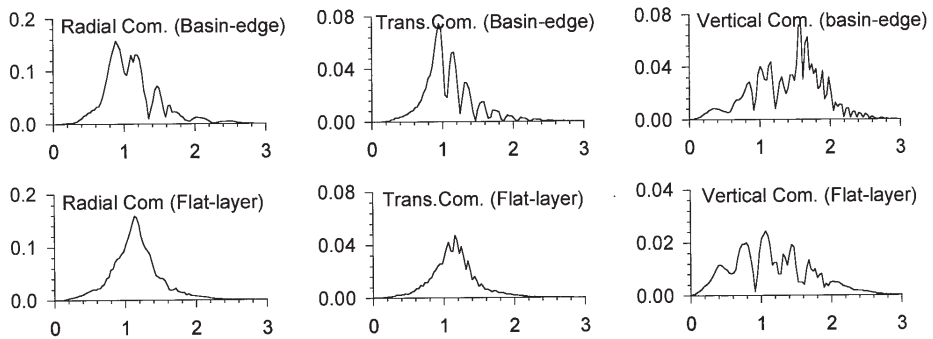 Radial Com. (Basin-edge)
0.2
0.1
0.0
0 1 2 3
Trans.Com. (Basin-edge)
0.08
0.04
0.00
0 1 2 3
Vertical Com. (basin-edge)
0.08
0.04
0.00
0 1 2 3
Radial Com (Flat-layer)
0.2
0.1
0.0
0 1 2 3
Trans.Com. (Flat-layer)
0.08
0.04
0.00
0 1 2 3
Vertical Com. (Flat-layer)
0.04
0.02
0.00
0 1 2 3